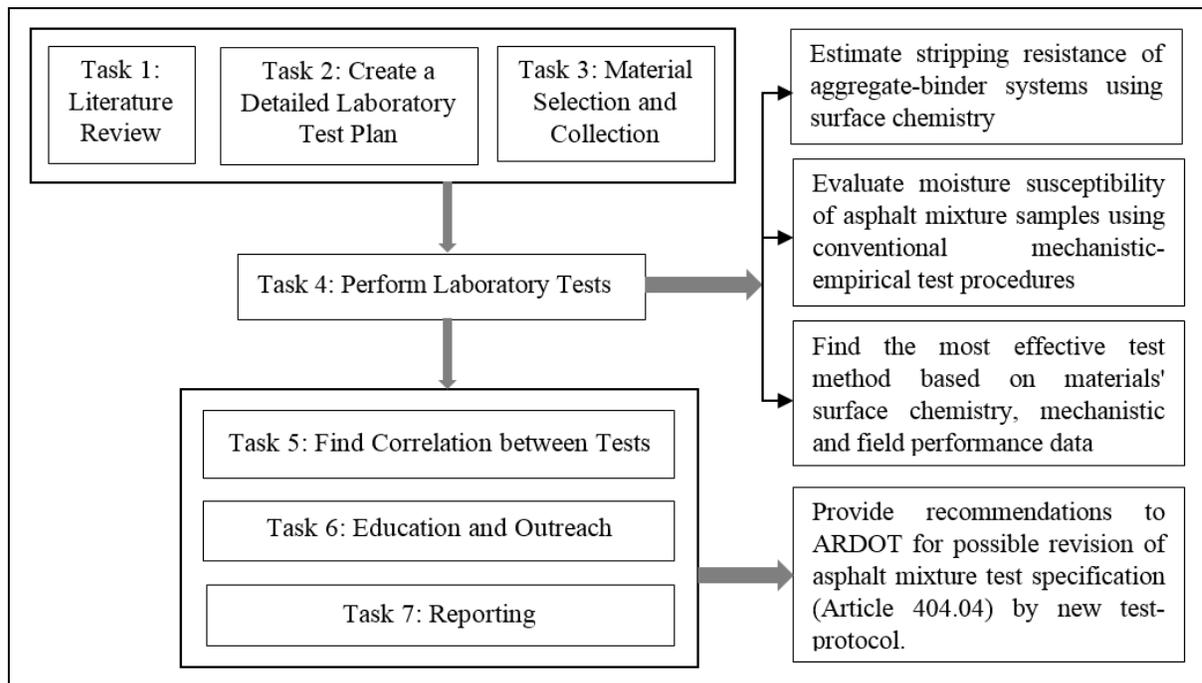 Task 1:
Literature
Review
Task 2: Create a
Detailed Laboratory
Test Plan
Task 3: Material
Selection and
Collection
Task 4: Perform Laboratory Tests
Estimate stripping resistance of
aggregate-binder systems using
surface chemistry
Evaluate moisture susceptibility
of asphalt mixture samples using
conventional mechanistic-
empirical test procedures
Find the most effective test
method based on materials'
surface chemistry, mechanistic
and field performance data
Task 5: Find Correlation between Tests
Task 6: Education and Outreach
Task 7: Reporting
Provide recommendations to
ARDOT for possible revision of
asphalt mixture test specification
(Article 404.04) by new test-
protocol.